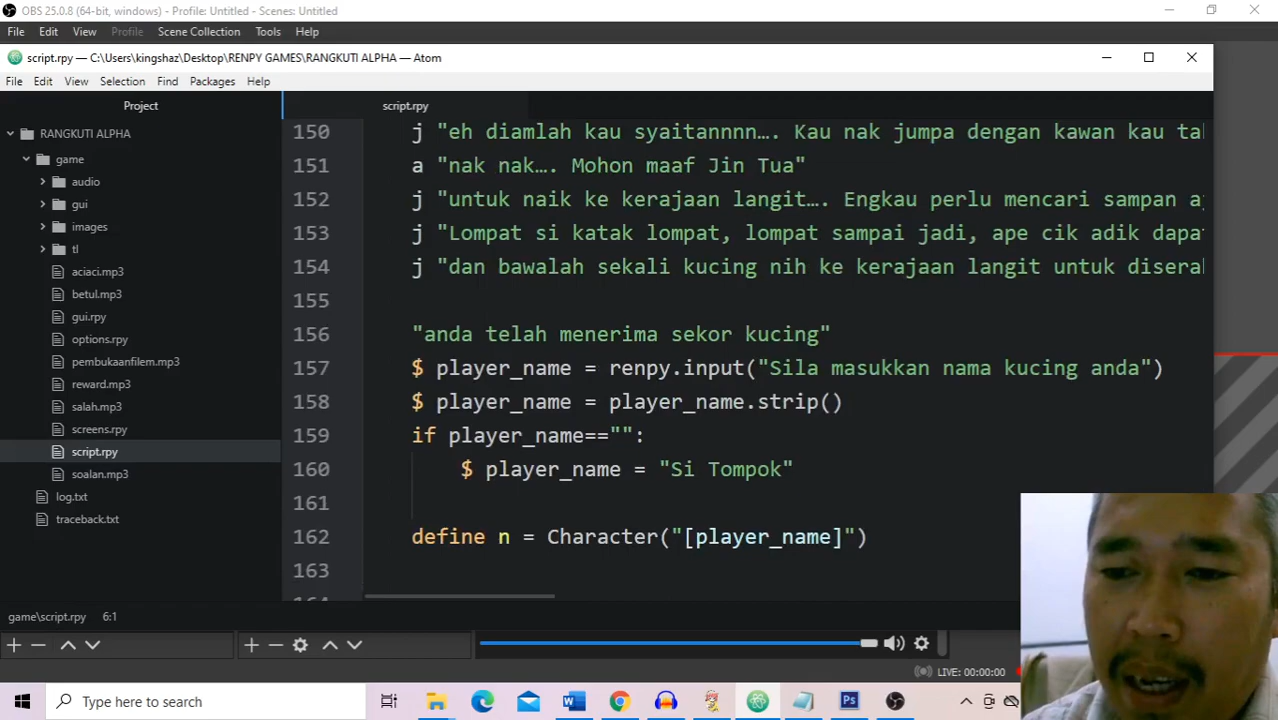 OBS 25.0.8 (64-bit, windows) - Profile: Untitled - Scenes: Untitled
File Edit View Profile Scene Collection Tools Help
script.rpy — C:\Users\kingshaz\Desktop\RENPY GAMES\RANGKUTI ALPHA — Atom
File Edit View Selection Find Packages Help
Project
script.rpy
RANGKUTI ALPHA
game
audio
gui
images
tl
aciaci.mp3
betul.mp3
gui.rpy
options.rpy
pembukaanfilem.mp3
reward.mp3
salah.mp3
screens.rpy
script.rpy
soalan.mp3
log.txt
traceback.txt
150 j "eh diamlah kau syaitannnn…. Kau nak jumpa dengan kawan kau
151 a "nak nak…. Mohon maaf Jin Tua"
152 j "untuk naik ke kerajaan langit…. Engkau perlu mencari sampan
153 j "Lompat si katak lompat, lompat sampai jadi, ape cik adik
154 j "dan bawalah sekali kucing nih ke kerajaan langit untuk
155
156 "anda telah menerima sekor kucing"
157 $ player_name = renpy.input("Sila masukkan nama kucing anda")
158 $ player_name = player_name.strip()
159 if player_name=="":
160 $ player_name = "Si Tompok"
161
162 define n = Character("[player_name]")
163
game\script.rpy 6:1
LIVE: 00:00:00
Type here to search